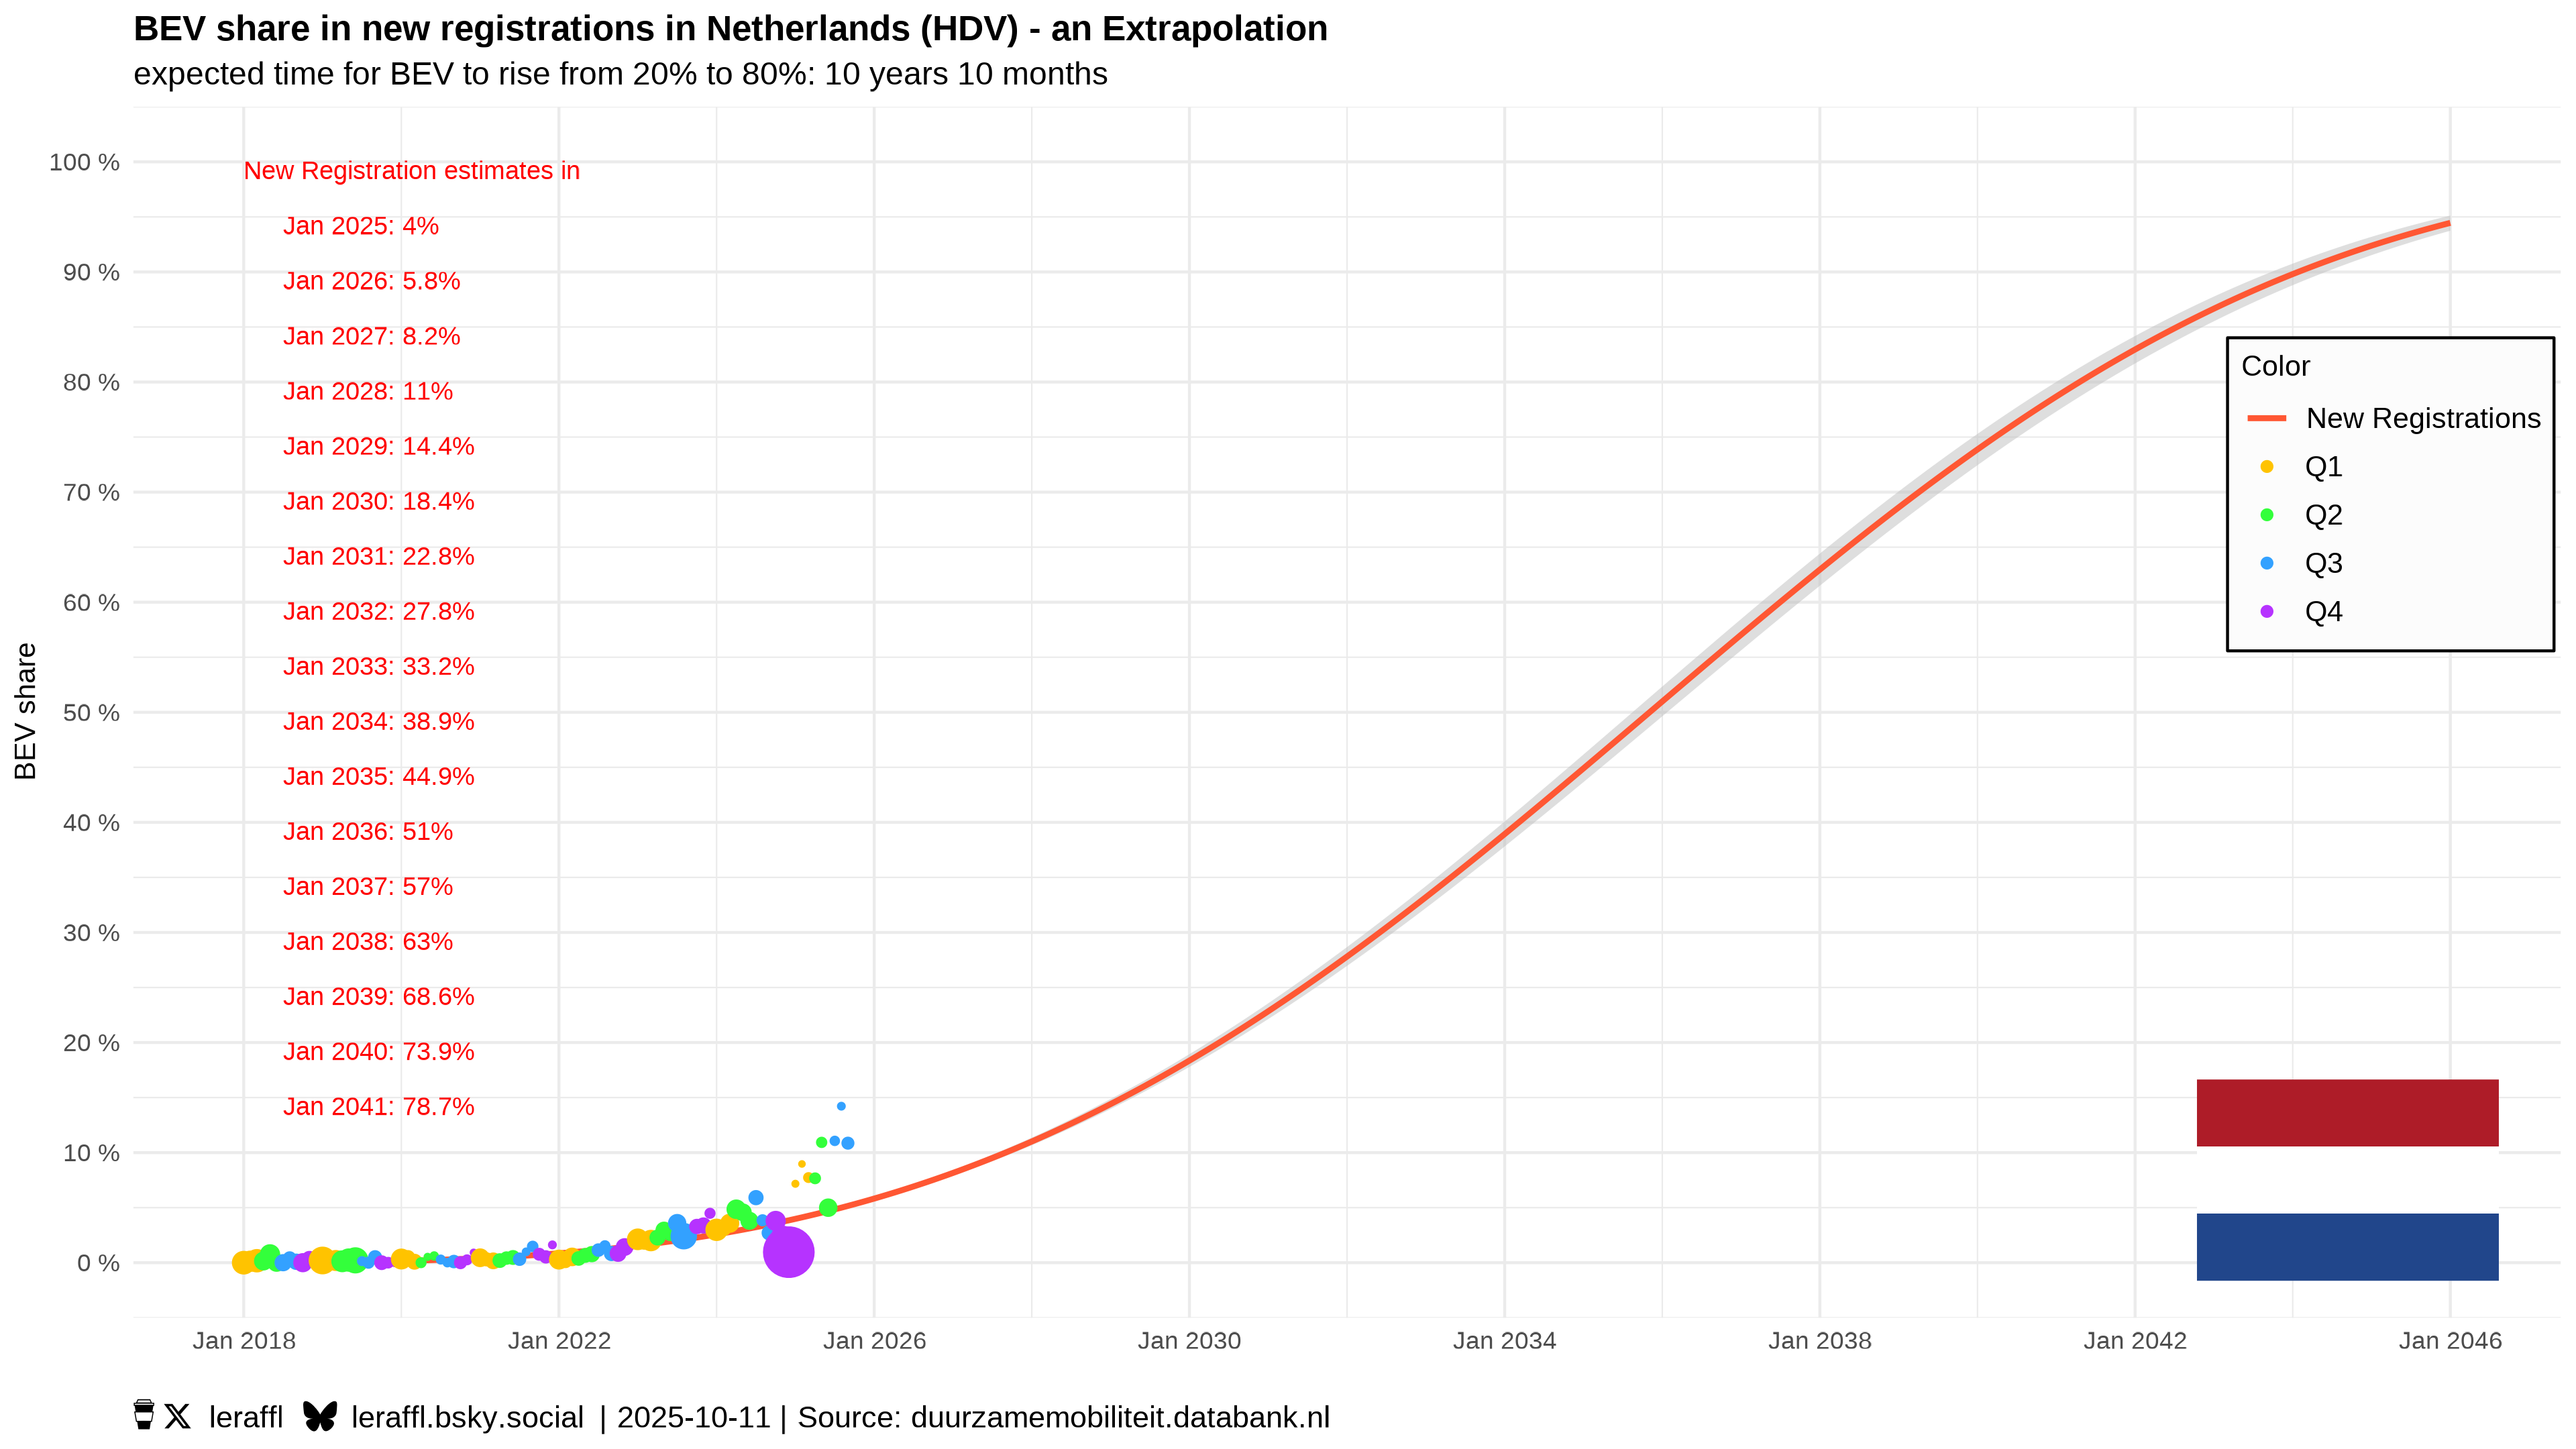 BEV share in new registrations in Netherlands (HDV) - an Extrapolation
expected time for BEV to rise from 20% to 80%: 10 years 10 months
BEV share
100 %
90 %
80 %
70 %
60 %
50 %
40 %
30 %
20 %
10 %
0 %
New Registration estimates in
Jan 2025: 4%
Jan 2026: 5.8%
Jan 2027: 8.2%
Jan 2028: 11%
Jan 2029: 14.4%
Jan 2030: 18.4%
Jan 2031: 22.8%
Jan 2032: 27.8%
Jan 2033: 33.2%
Jan 2034: 38.9%
Jan 2035: 44.9%
Jan 2036: 51%
Jan 2037: 57%
Jan 2038: 63%
Jan 2039: 68.6%
Jan 2040: 73.9%
Jan 2041: 78.7%
Color
New Registrations
Q1
Q2
Q3
Q4
Jan 2018 Jan 2022 Jan 2026 Jan 2030 Jan 2034 Jan 2038 Jan 2042 Jan 2046
leraffl leraffl.bsky.social | 2025-10-11 | Source: duurzamemobiliteit.databank.nl